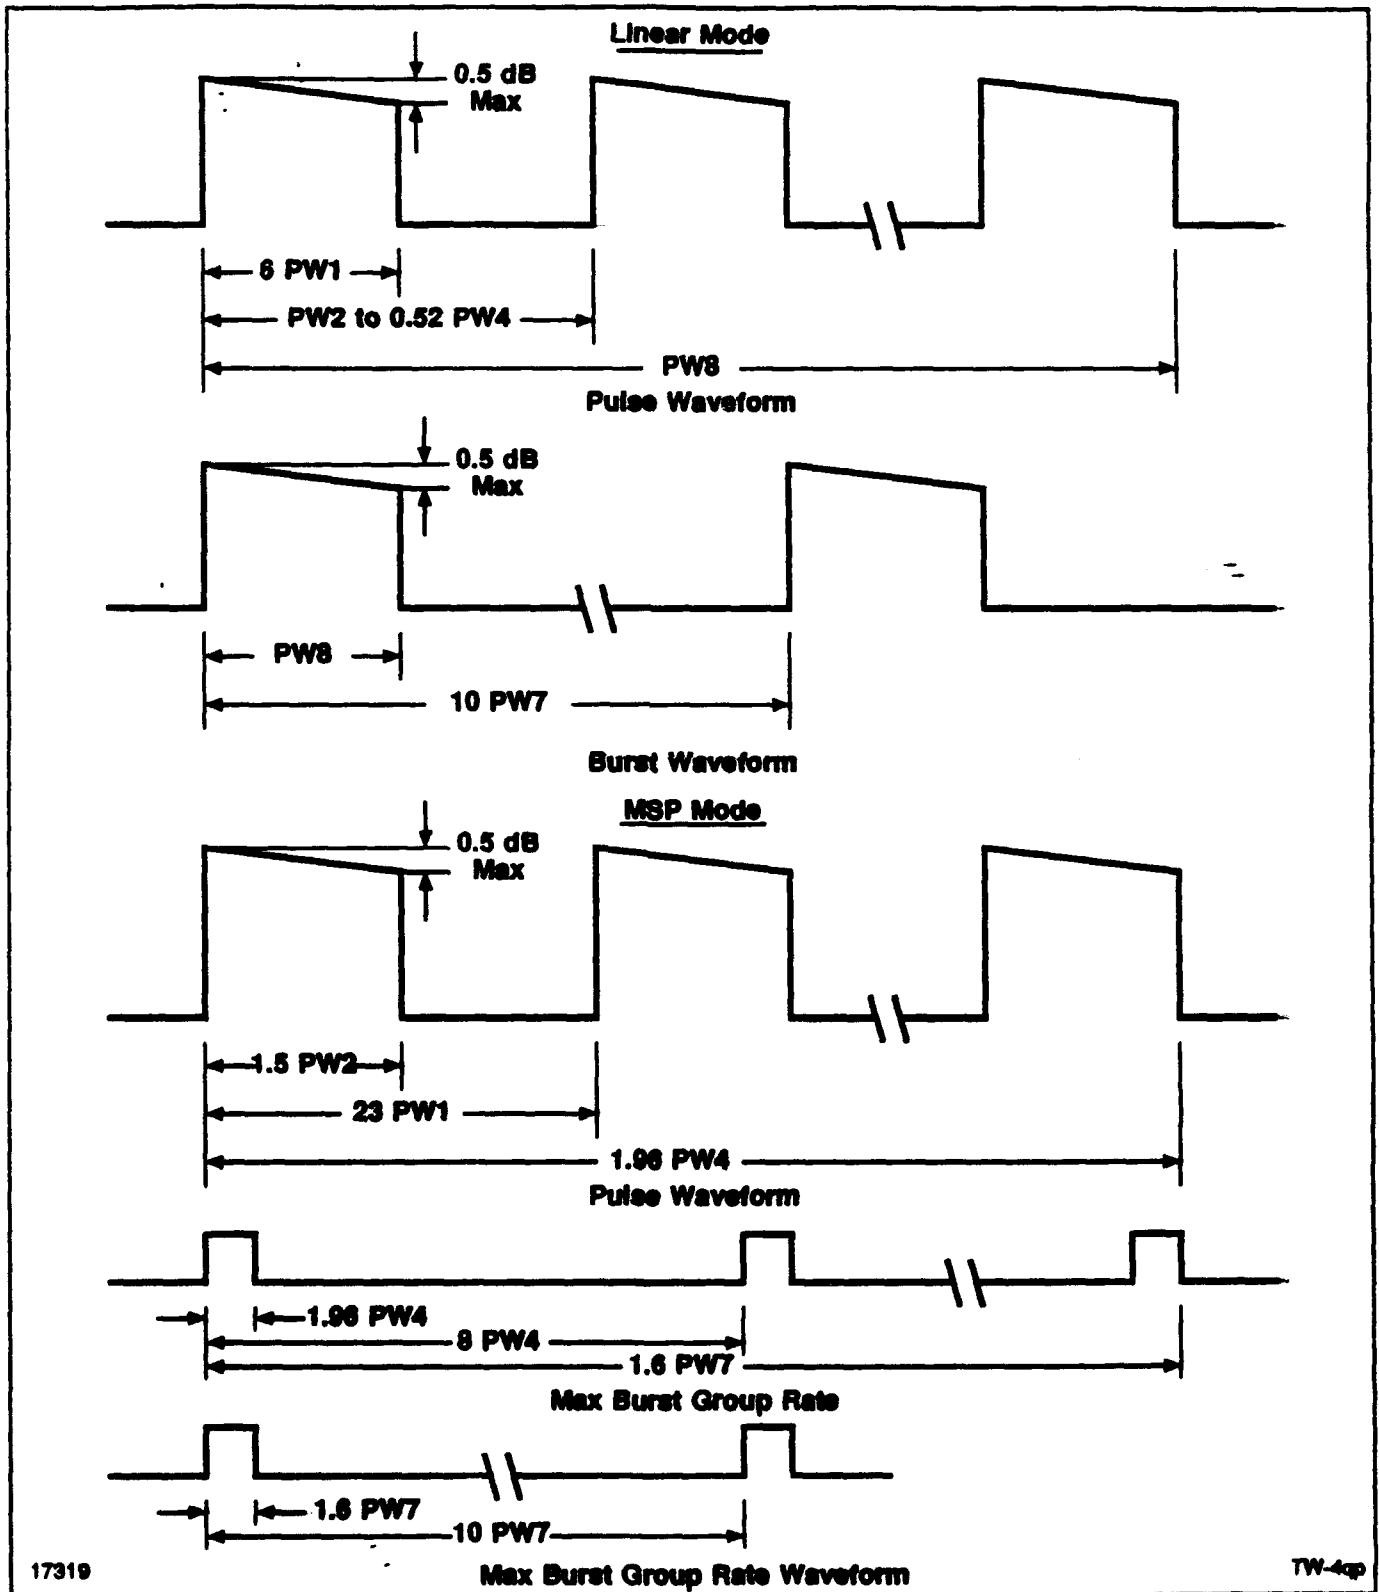 Linear Mode
0.5 dB
Max
6 PW1
PW2 to 0.52 PW4
PW8
Pulse Waveform
0.5 dB
Max
PW8
10 PW7
Burst Waveform
MSP Mode
0.5 dB
Max
1.5 PW2
23 PW1
1.96 PW4
Pulse Waveform
1.96 PW4
8 PW4
1.6 PW7
Max Burst Group Rate
1.6 PW7
10 PW7
17319
Max Burst Group Rate Waveform
TW-4qp